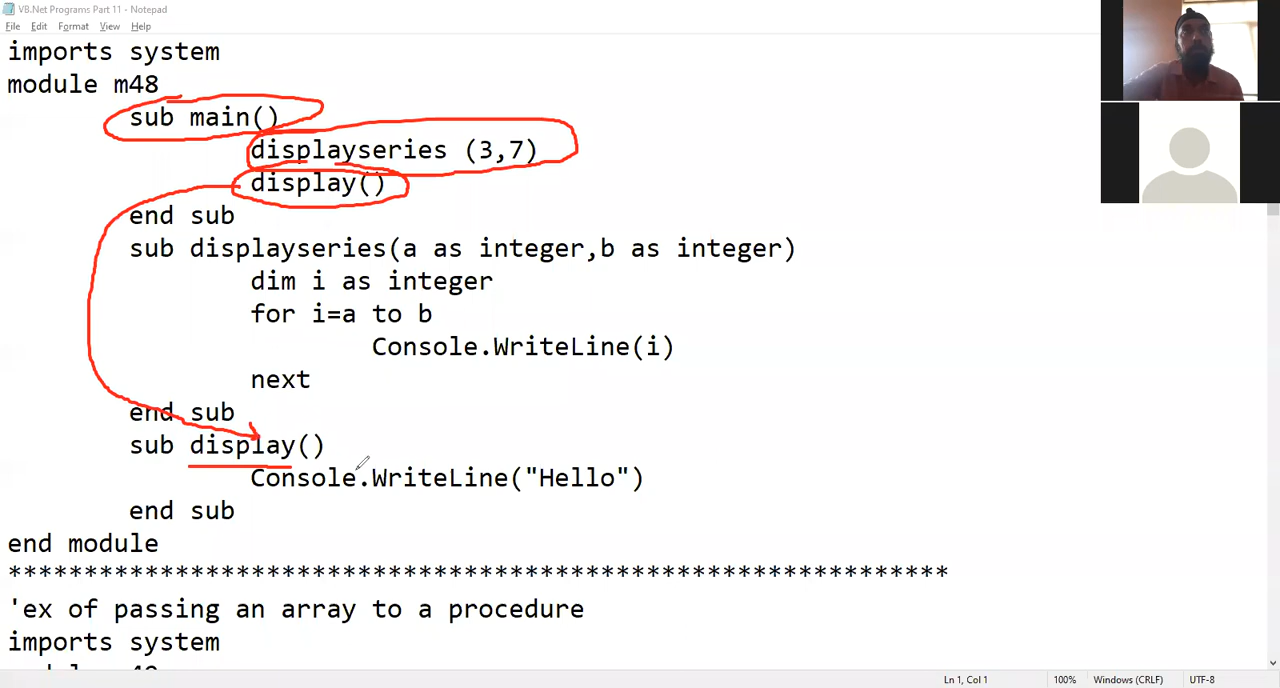 VB.Net Programs Part 11 - Notepad
File Edit Format View Help
imports system
module m48
sub main()
displayseries (3,7)
display()
end sub
sub displayseries(a as integer,b as integer)
dim i as integer
for i=a to b
Console.WriteLine(i)
next
end sub
sub display()
Console.WriteLine("Hello")
end sub
end module
**************************************************************
'ex of passing an array to a procedure
imports system
Ln 1, Col 1 100% Windows (CRLF) UTF-8